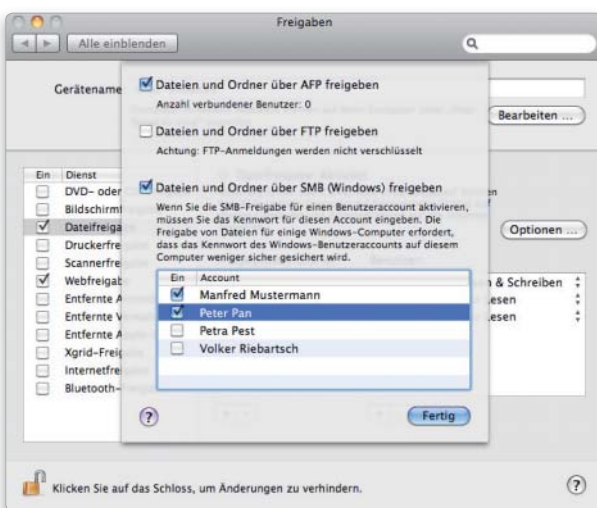 Freigaben
Alle einblenden
Gerätename
Bearbeiten ...
Dateien und Ordner über AFP freigeben
Anzahl verbundener Benutzer: 0
Dateien und Ordner über FTP freigeben
Achtung: FTP-Anmeldungen werden nicht verschlüsselt
Dateien und Ordner über SMB (Windows) freigeben
Wenn Sie die SMB-Freigabe für einen Benutzeraccount aktivieren,
müssen Sie das Kennwort für diesen Account eingeben. Die
Freigabe von Dateien für einige Windows-Computer erfordert,
dass das Kennwort des Windows-Benutzeraccounts auf diesem
Computer weniger sicher gesichert wird.
Ein Account
Manfred Mustermann
Peter Pan
Petra Pest
Volker Riebartsch
Fertig
Ein Dienst
DVD- oder
Bildschirmf
Dateifreiga
Druckerfre
Scannerfre
Webfreigab
Entfernte A
Entfernte V
Entfernte A
Xgrid-Freig
Internetfre
Bluetooth-
Optionen ...
& Schreiben
esen
esen
Klicken Sie auf das Schloss, um Änderungen zu verhindern.